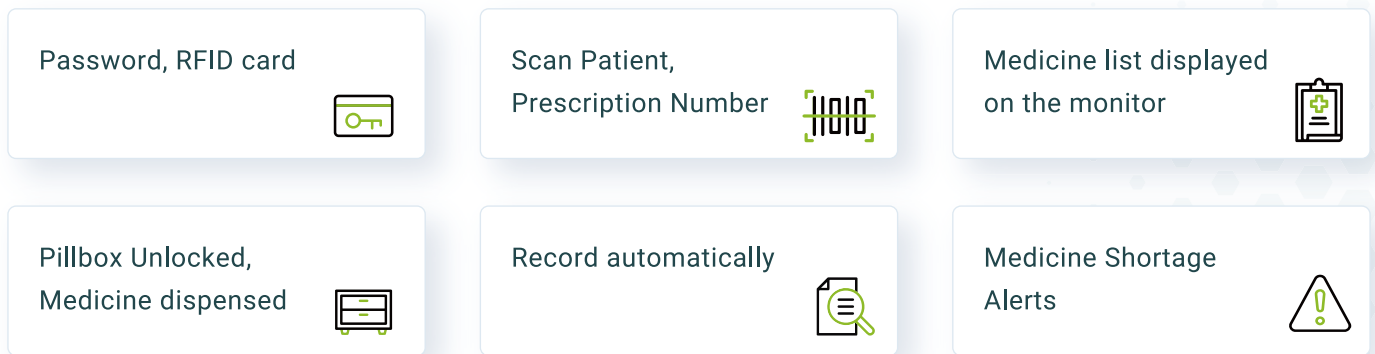 Password, RFID card
Scan Patient,
Prescription Number
Medicine list displayed
on the monitor
Pillbox Unlocked,
Medicine dispensed
Record automatically
Medicine Shortage
Alerts